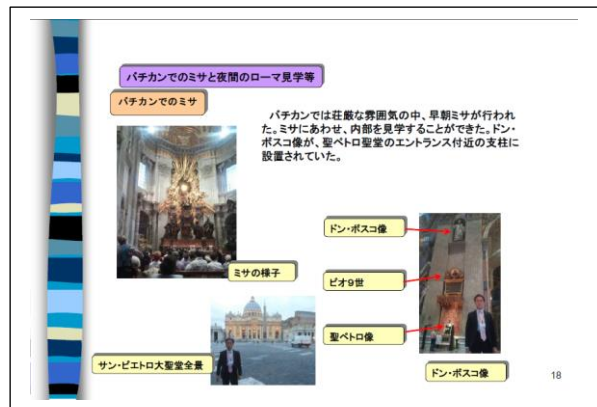 バチカンでのミサと夜間のローマ見学等
バチカンでのミサ
バチカンでは荘厳な雰囲気の中、早朝ミサが行われ
た。ミサにあわせ、内部を見学することができた。ドン・
ボスコ像が、聖ペトロ聖堂のエントランス付近の支柱に
設置されていた。
ミサの様子
ドン・ボスコ像
ピオ9世
聖ペトロ像
サン・ピエトロ大聖堂全景
ドン・ボスコ像
18